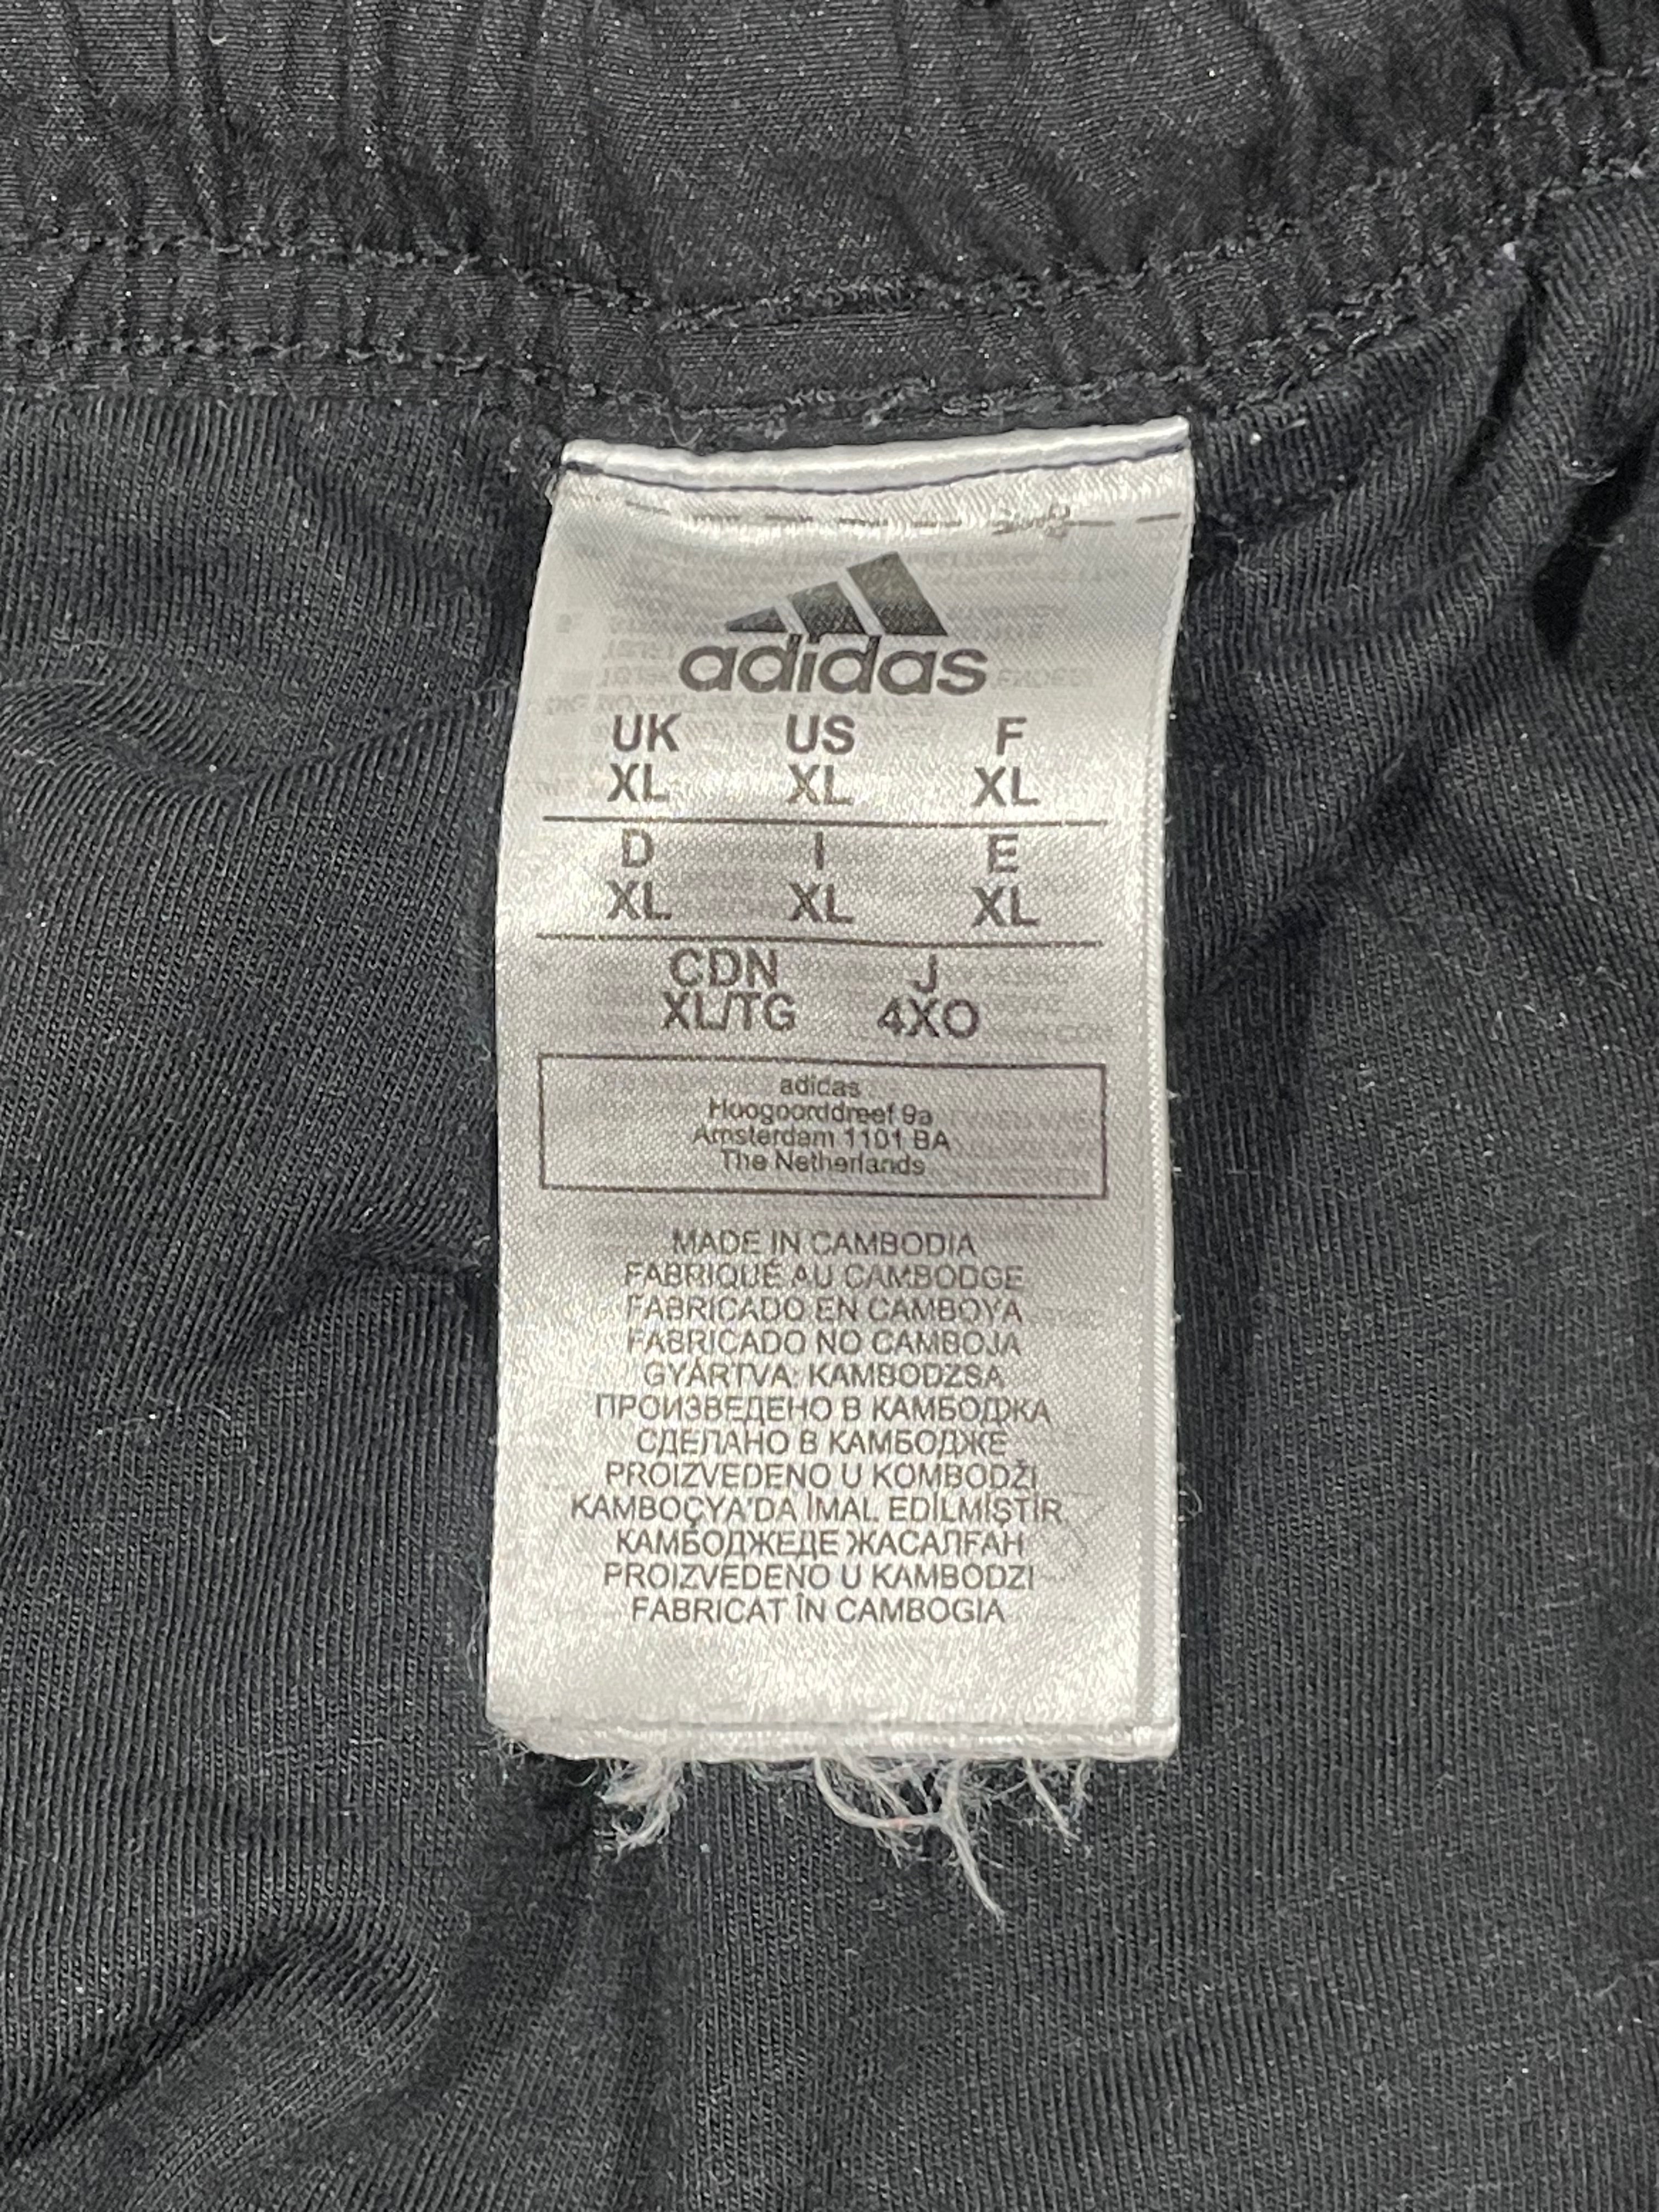 adidas
UK US F
XL XL XL
D I E
XL XL XL
CDN J
XL/TG 4XO
adidas
Hoogoorddreef 9a
Amsterdam 1101 BA
The Netherlands
MADE IN CAMBODIA
FABRIQUÉ AU CAMBODGE
FABRICADO EN CAMBOYA
FABRICADO NO CAMBOJA
GYÁRTVA: KAMBODZSA
ПРОИЗВЕДЕНО В КАМБОДЖА
СДЕЛАНО В КАМБОДЖЕ
PROIZVEDENO U KOMBODŽI
KAMBOÇYA'DA İMAL EDİLMİŞTİR
КАМБОДЖЕДЕ ЖАСАЛҒАН
PROIZVEDENO U KAMBODZI
FABRICAT ÎN CAMBOGIA